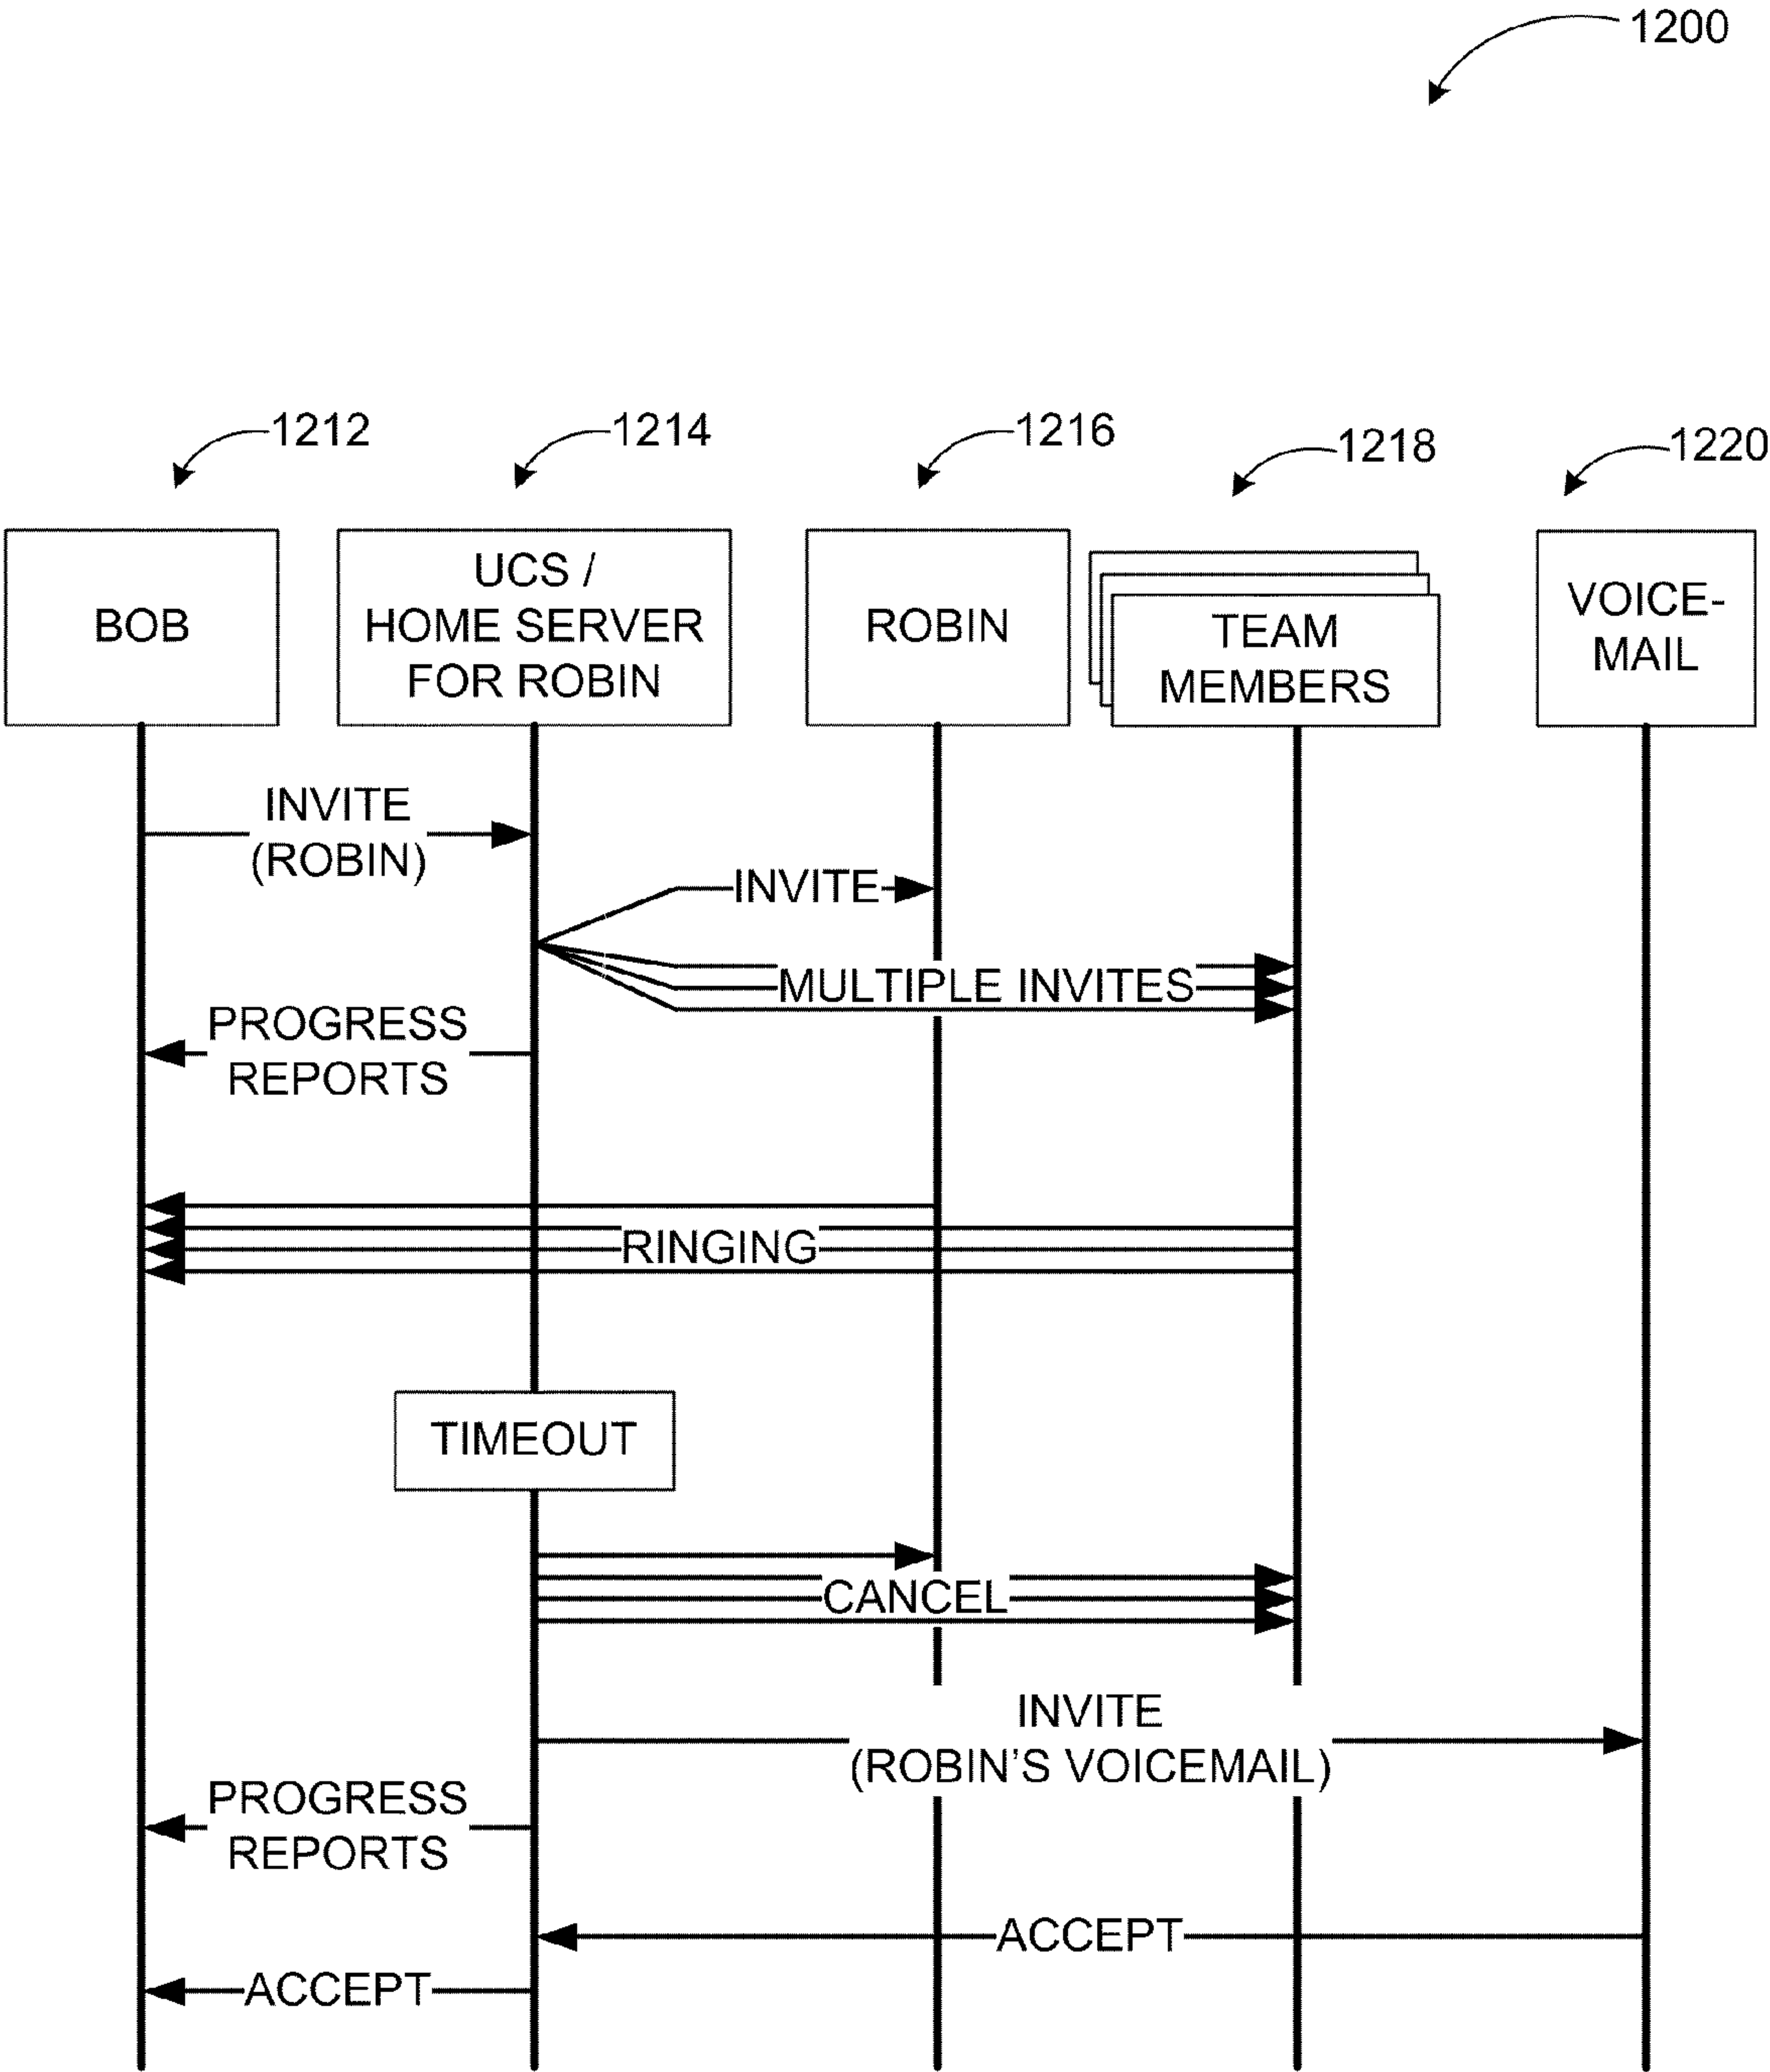 1200
1212
1214
1216
1218
1220
BOB
UCS /
HOME SERVER
FOR ROBIN
ROBIN
TEAM
MEMBERS
VOICE-
MAIL
INVITE
(ROBIN)
INVITE
MULTIPLE INVITES
PROGRESS
REPORTS
RINGING
TIMEOUT
CANCEL
INVITE
(ROBIN'S VOICEMAIL)
PROGRESS
REPORTS
ACCEPT
ACCEPT